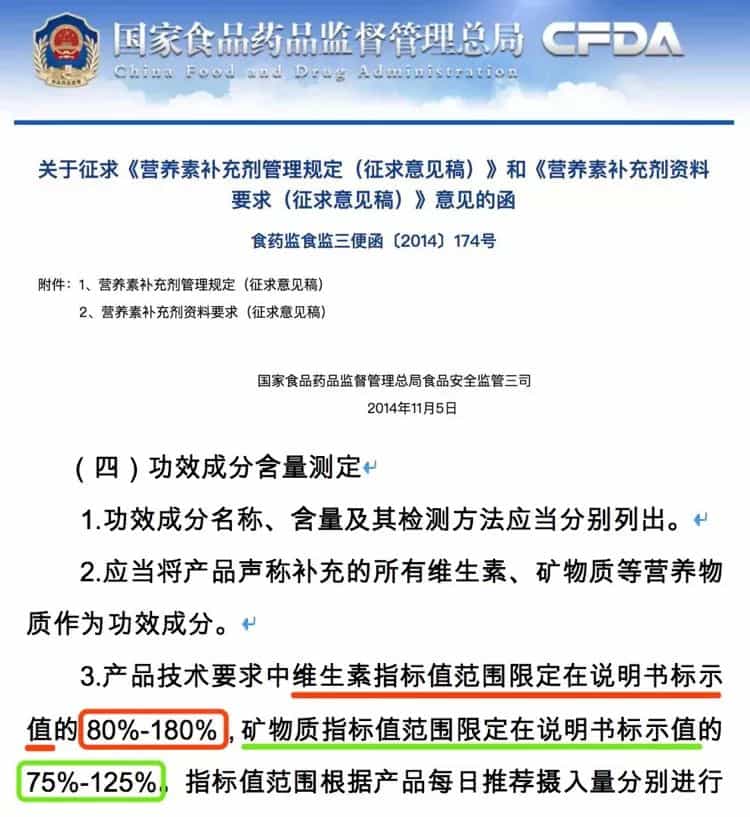 国家食品药品监督管理总局 CFDA
China Food and Drug Administration
关于征求《营养素补充剂管理规定（征求意见稿）》和《营养素补充剂资料
要求（征求意见稿）》意见的函
食药监食监三便函〔2014〕174号
附件：1、营养素补充剂管理规定（征求意见稿）
2、营养素补充剂资料要求（征求意见稿）
国家食品药品监督管理总局食品安全监管三司
2014年11月5日
（四）功效成分含量测定↵
1.功效成分名称、含量及其检测方法应当分别列出。↵
2.应当将产品声称补充的所有维生素、矿物质等营养物
质作为功效成分。↵
3.产品技术要求中维生素指标值范围限定在说明书标示
值的80%-180%，矿物质指标值范围限定在说明书标示值的
75%-125%。指标值范围根据产品每日推荐摄入量分别进行